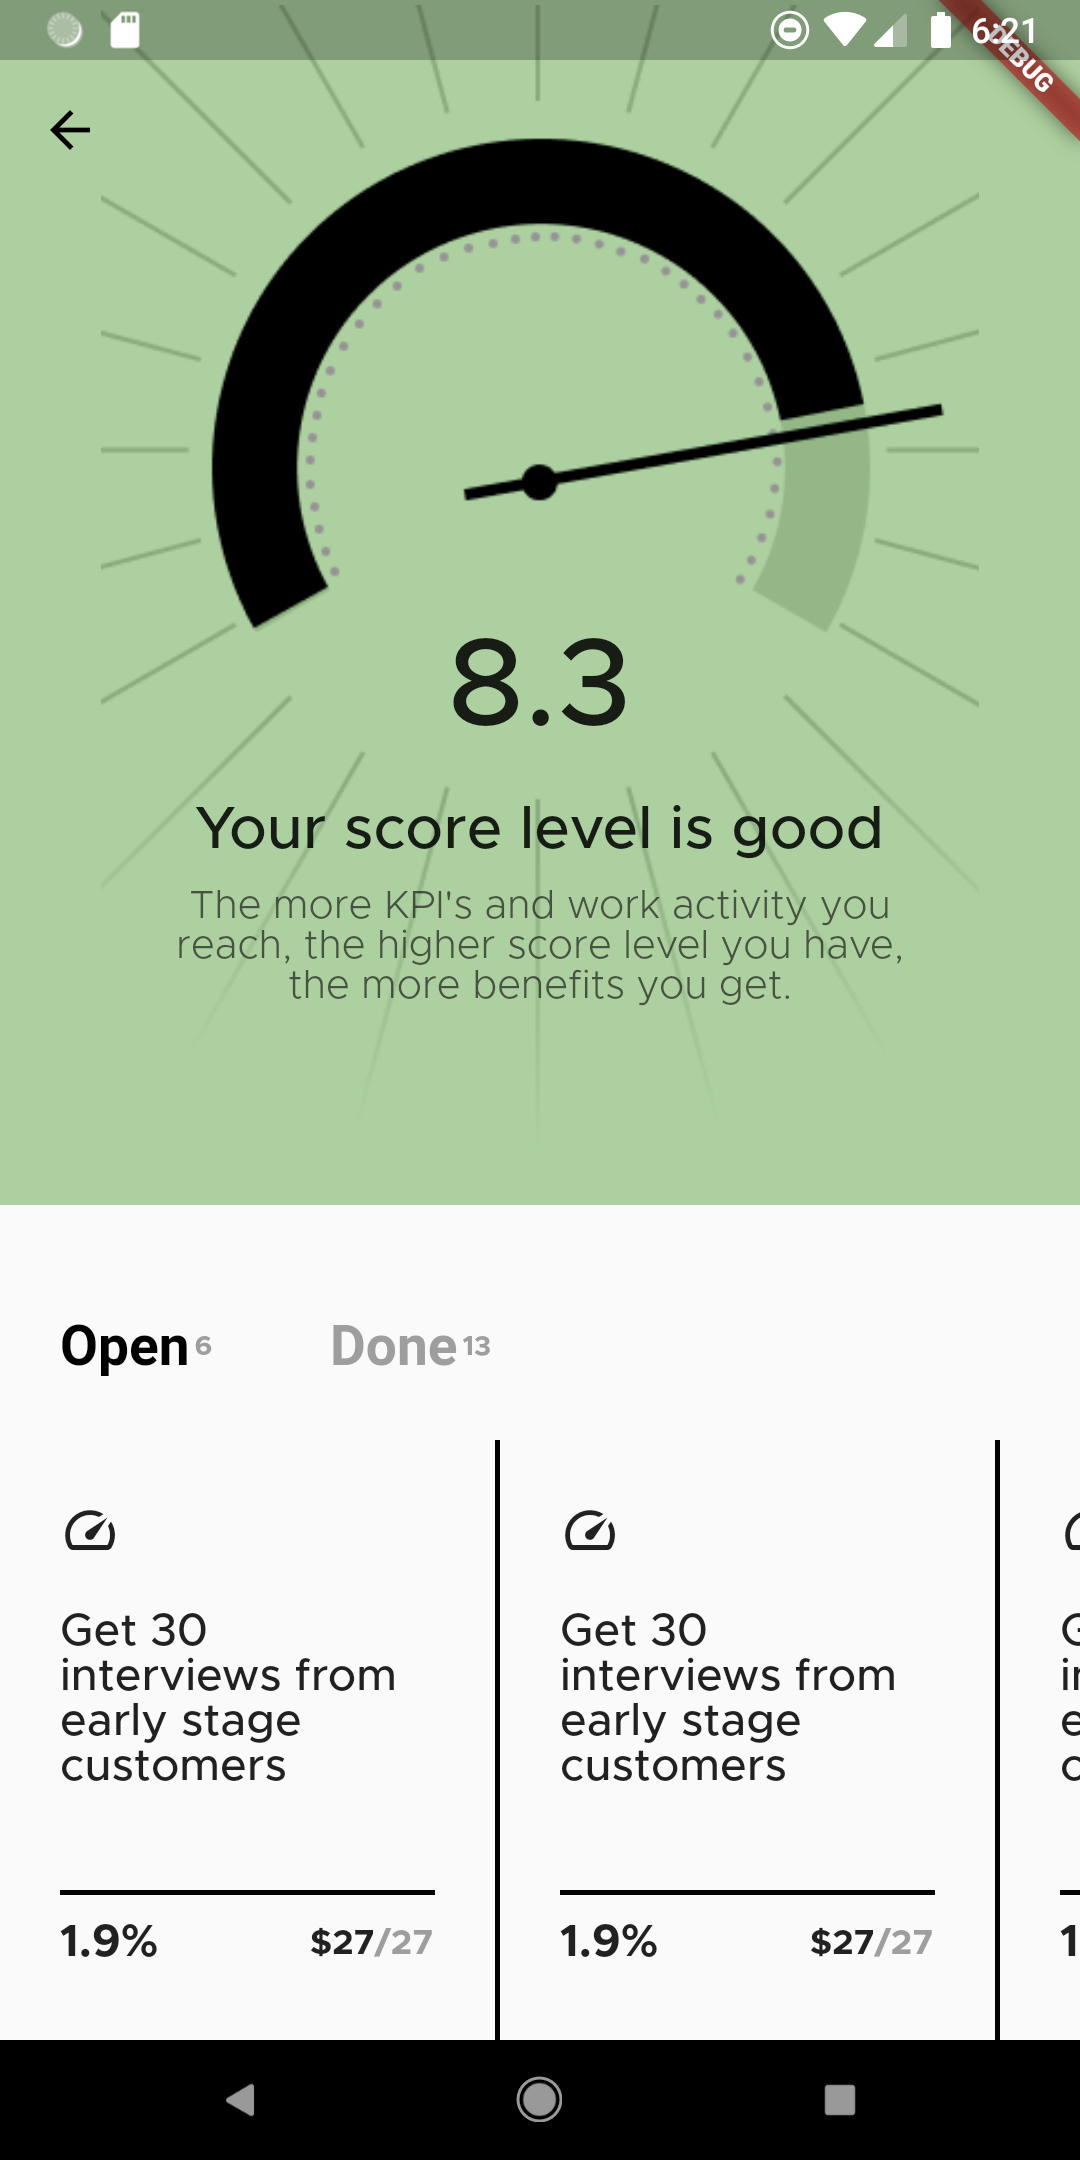 6:21
DEBUG
8.3
Your score level is good
The more KPI's and work activity you
reach, the higher score level you have,
the more benefits you get.
Open 6 Done 13
Get 30
interviews from
early stage
customers
1.9% $27/27
Get 30
interviews from
early stage
customers
1.9% $27/27